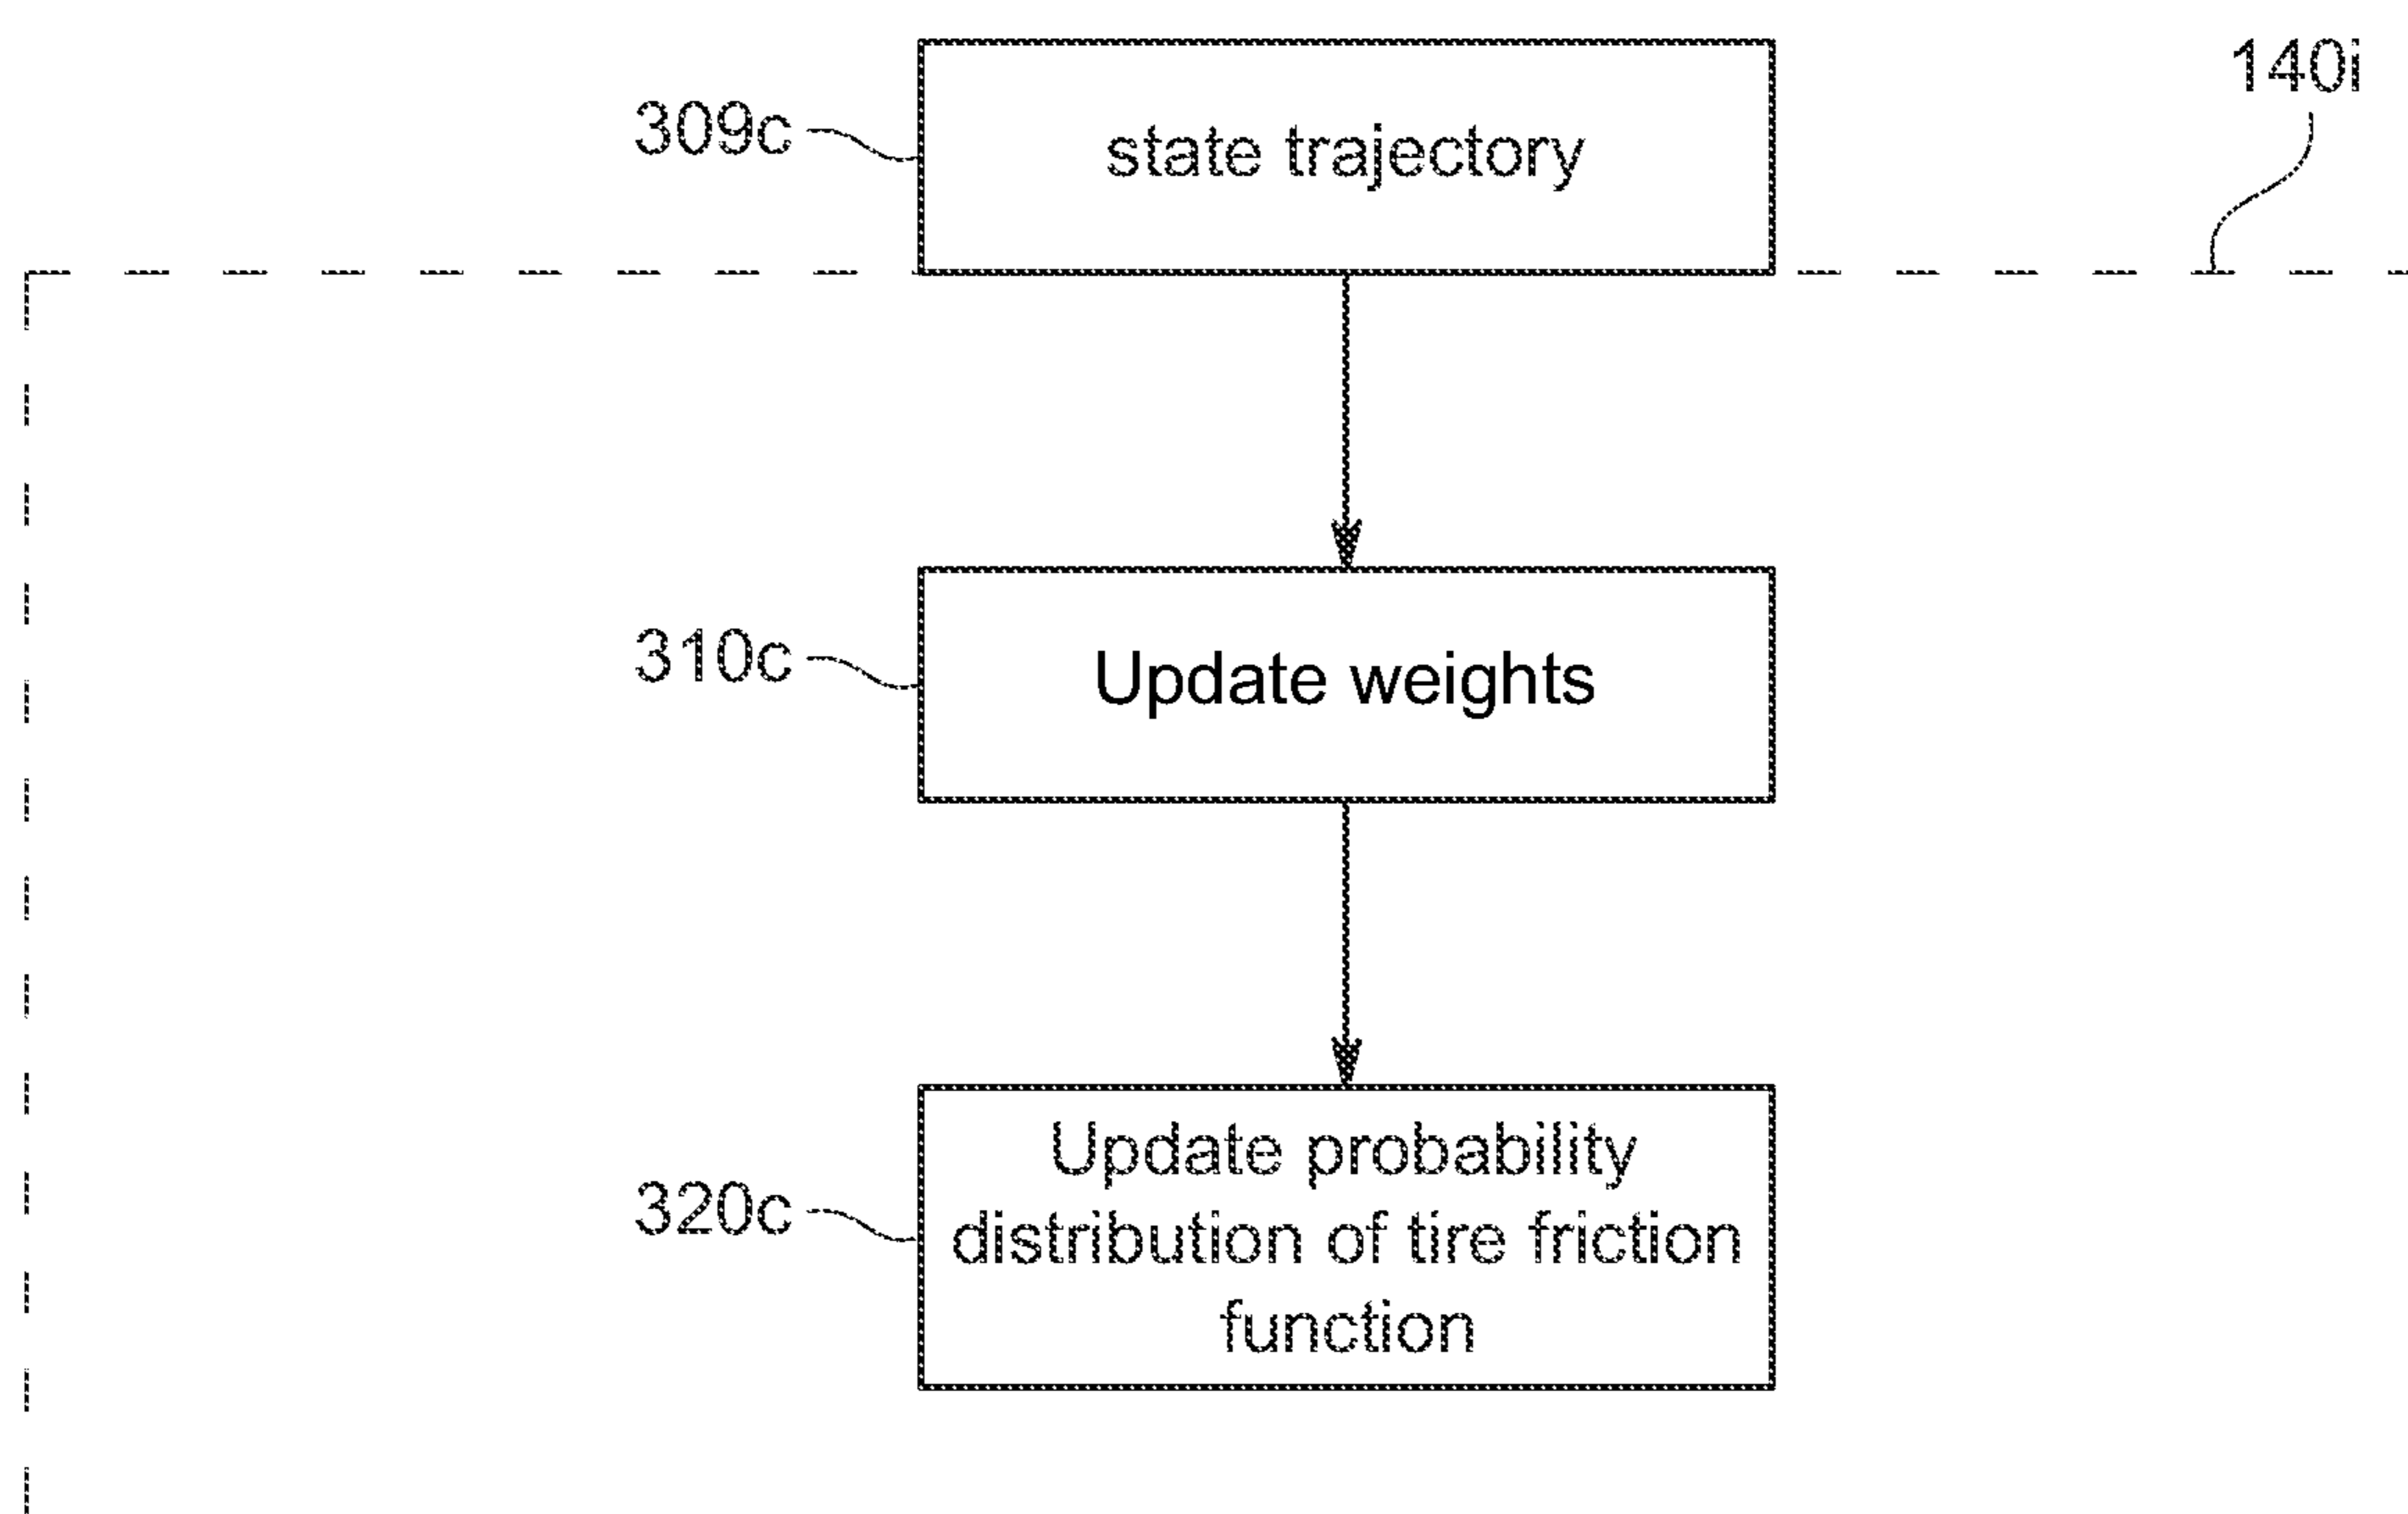 140i
309c
state trajectory
310c
Update weights
320c
Update probability
distribution of tire friction
function